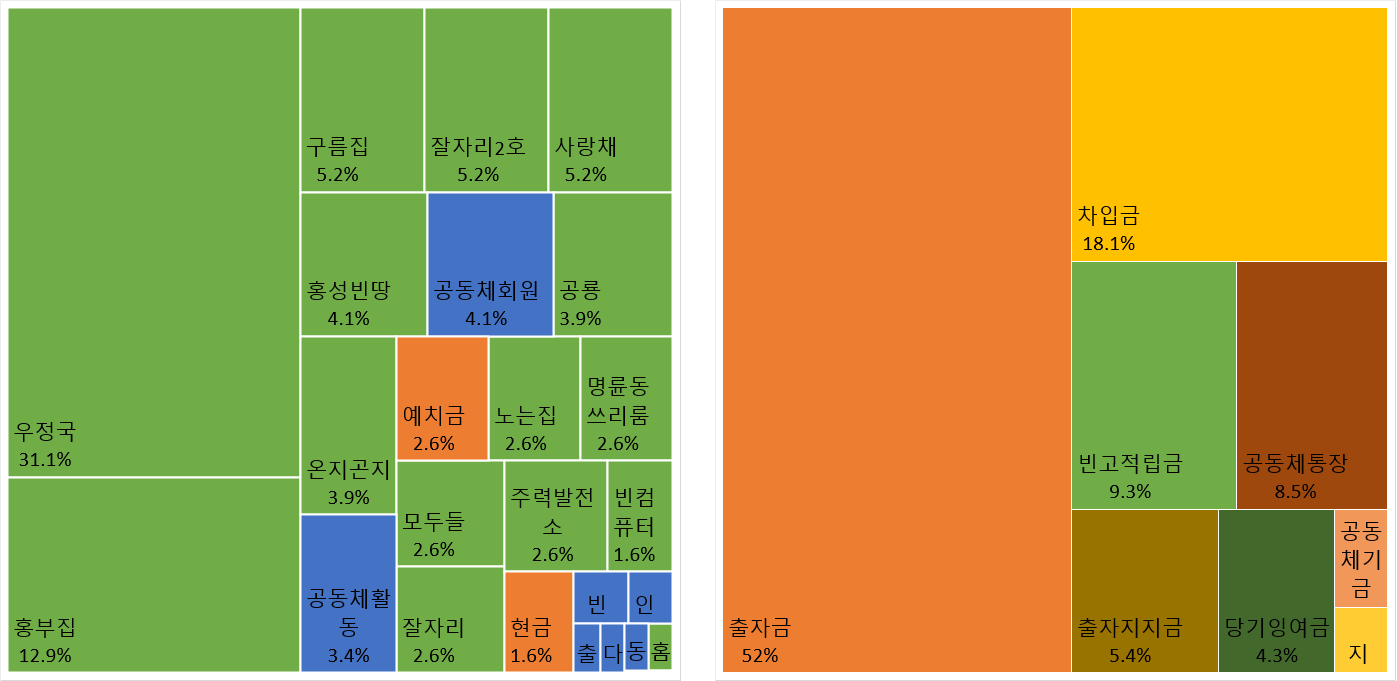 우정국
31.1%
홍부집
12.9%
구름집
5.2%
잘자리2호
5.2%
사랑채
5.2%
홍성빈땅
4.1%
공동체회원
4.1%
공룡
3.9%
온지곤지
3.9%
예치금
2.6%
노는집
2.6%
명륜동
쓰리룸
2.6%
공동체활
동
3.4%
모두들
2.6%
주력발전
소
2.6%
빈컴
퓨터
1.6%
잘자리
2.6%
현금
1.6%
빈
인
출
다
동
홈
출자금
52%
차입금
18.1%
빈고적립금
9.3%
공동체통장
8.5%
출자지지금
5.4%
당기잉여금
4.3%
공동
체기
금
지